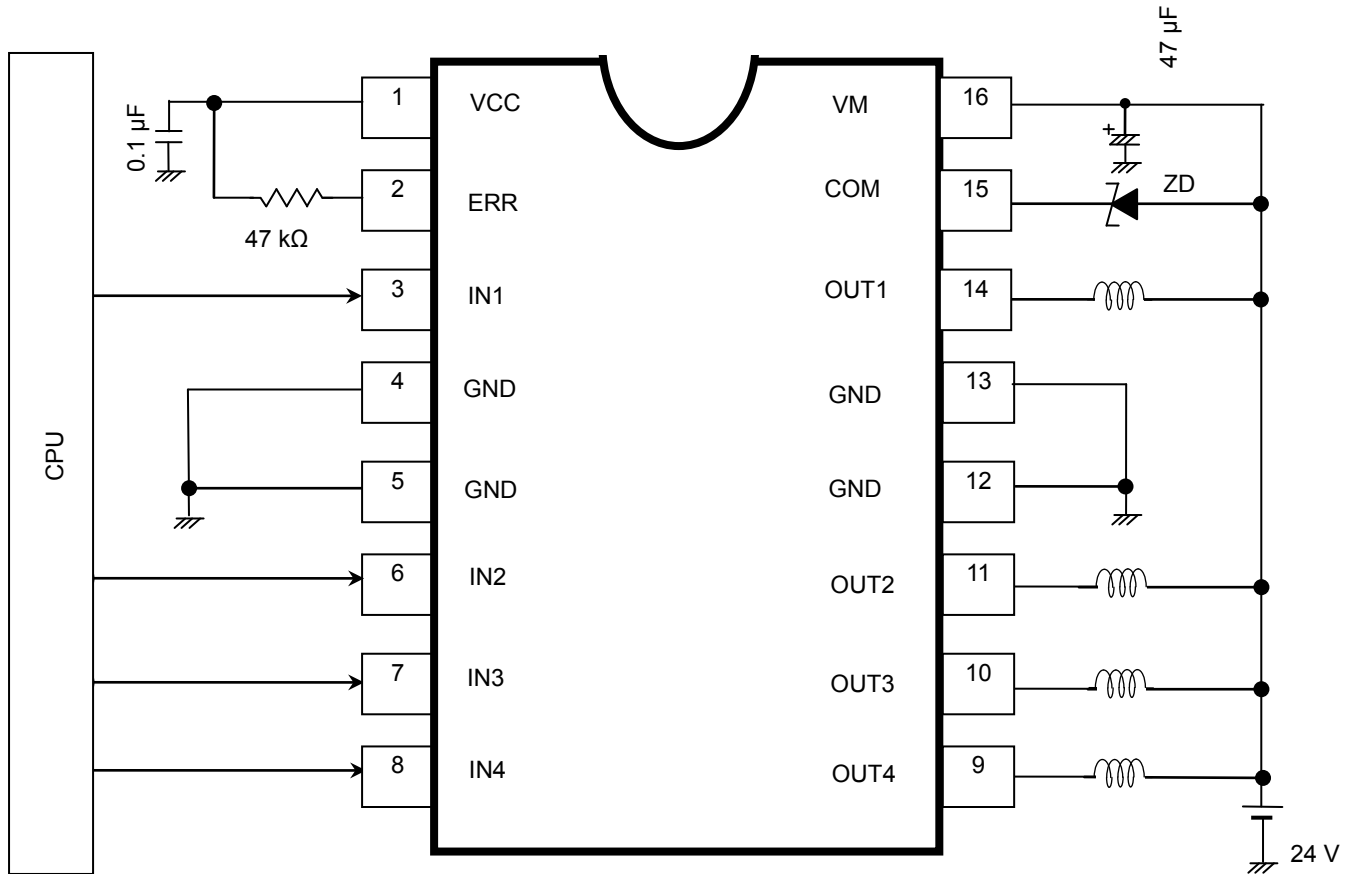 47 µF
CPU
0.1 µF
1
VCC
VM
16
+
2
ERR
COM
15
ZD
47 kΩ
3
IN1
OUT1
14
4
GND
GND
13
5
GND
GND
12
6
IN2
OUT2
11
7
IN3
OUT3
10
8
IN4
OUT4
9
24 V